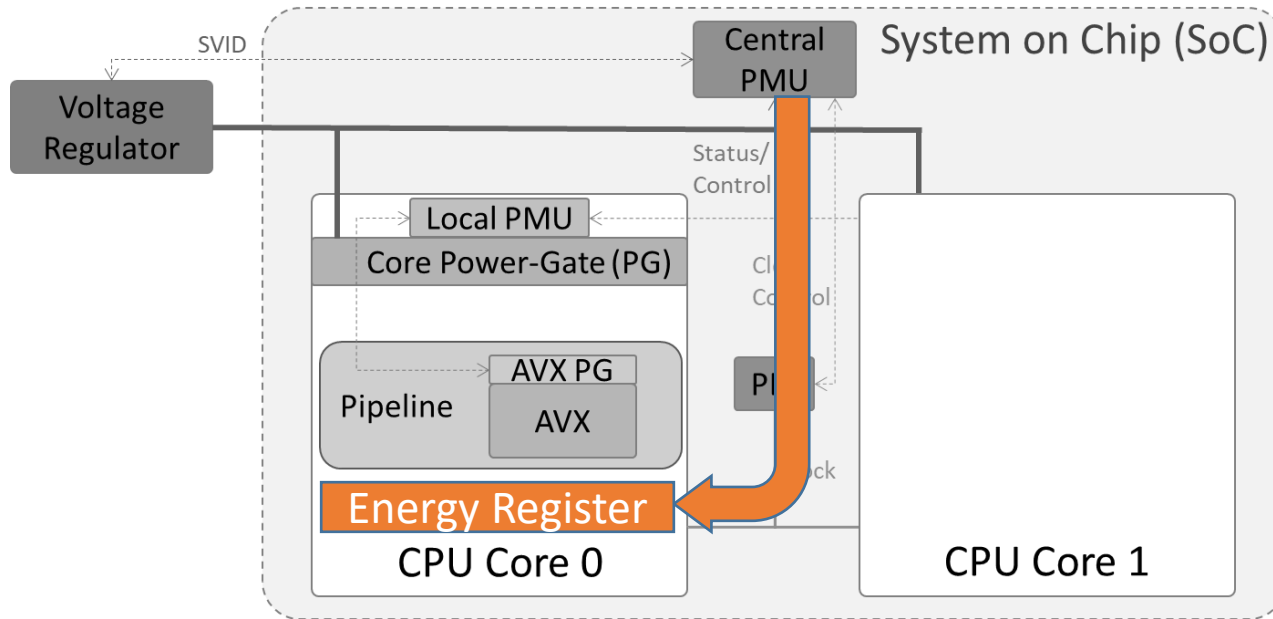 System on Chip (SoC)
SVID
Central
PMU
Voltage
Regulator
Status/
Control
Local PMU
Core Power-Gate (PG)
AVX PG
Pipeline
AVX
Energy Register
CPU Core 0
CPU Core 1